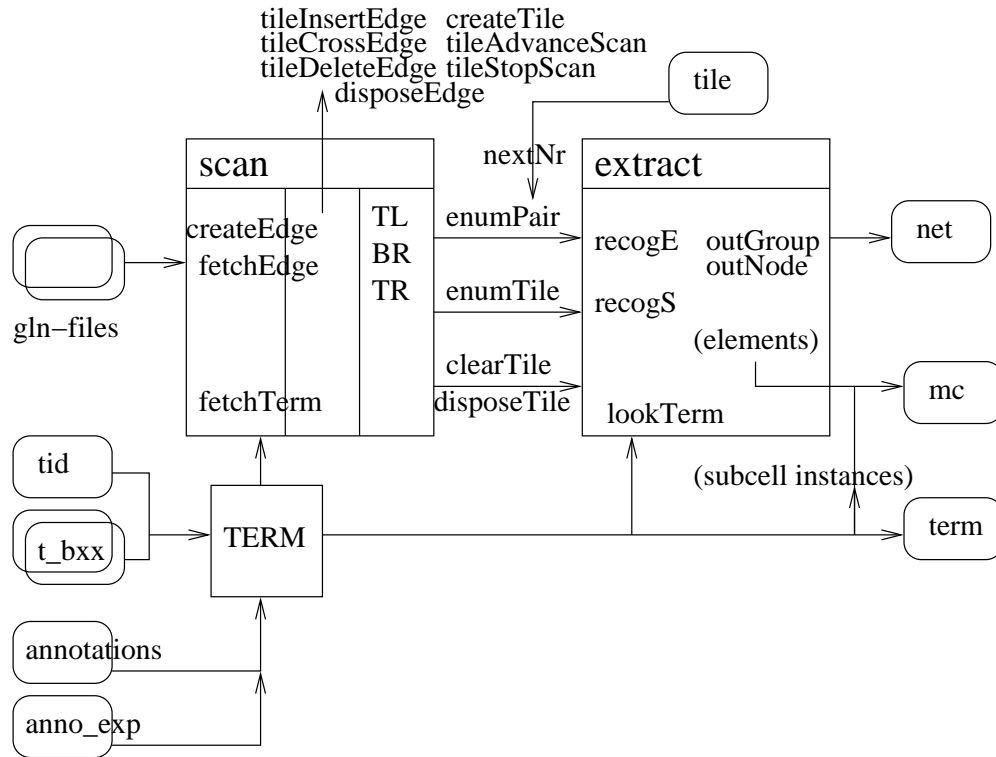 tileInsertEdge createTile
tileCrossEdge tileAdvanceScan
tileDeleteEdge tileStopScan
disposeEdge
tile
scan
nextNr
extract
createEdge
TL
enumPair
recogE
outGroup
net
fetchEdge
BR
outNode
TR
enumTile
recogS
gln−files
(elements)
clearTile
fetchTerm
disposeTile
lookTerm
mc
tid
(subcell instances)
t_bxx
TERM
term
annotations
anno_exp